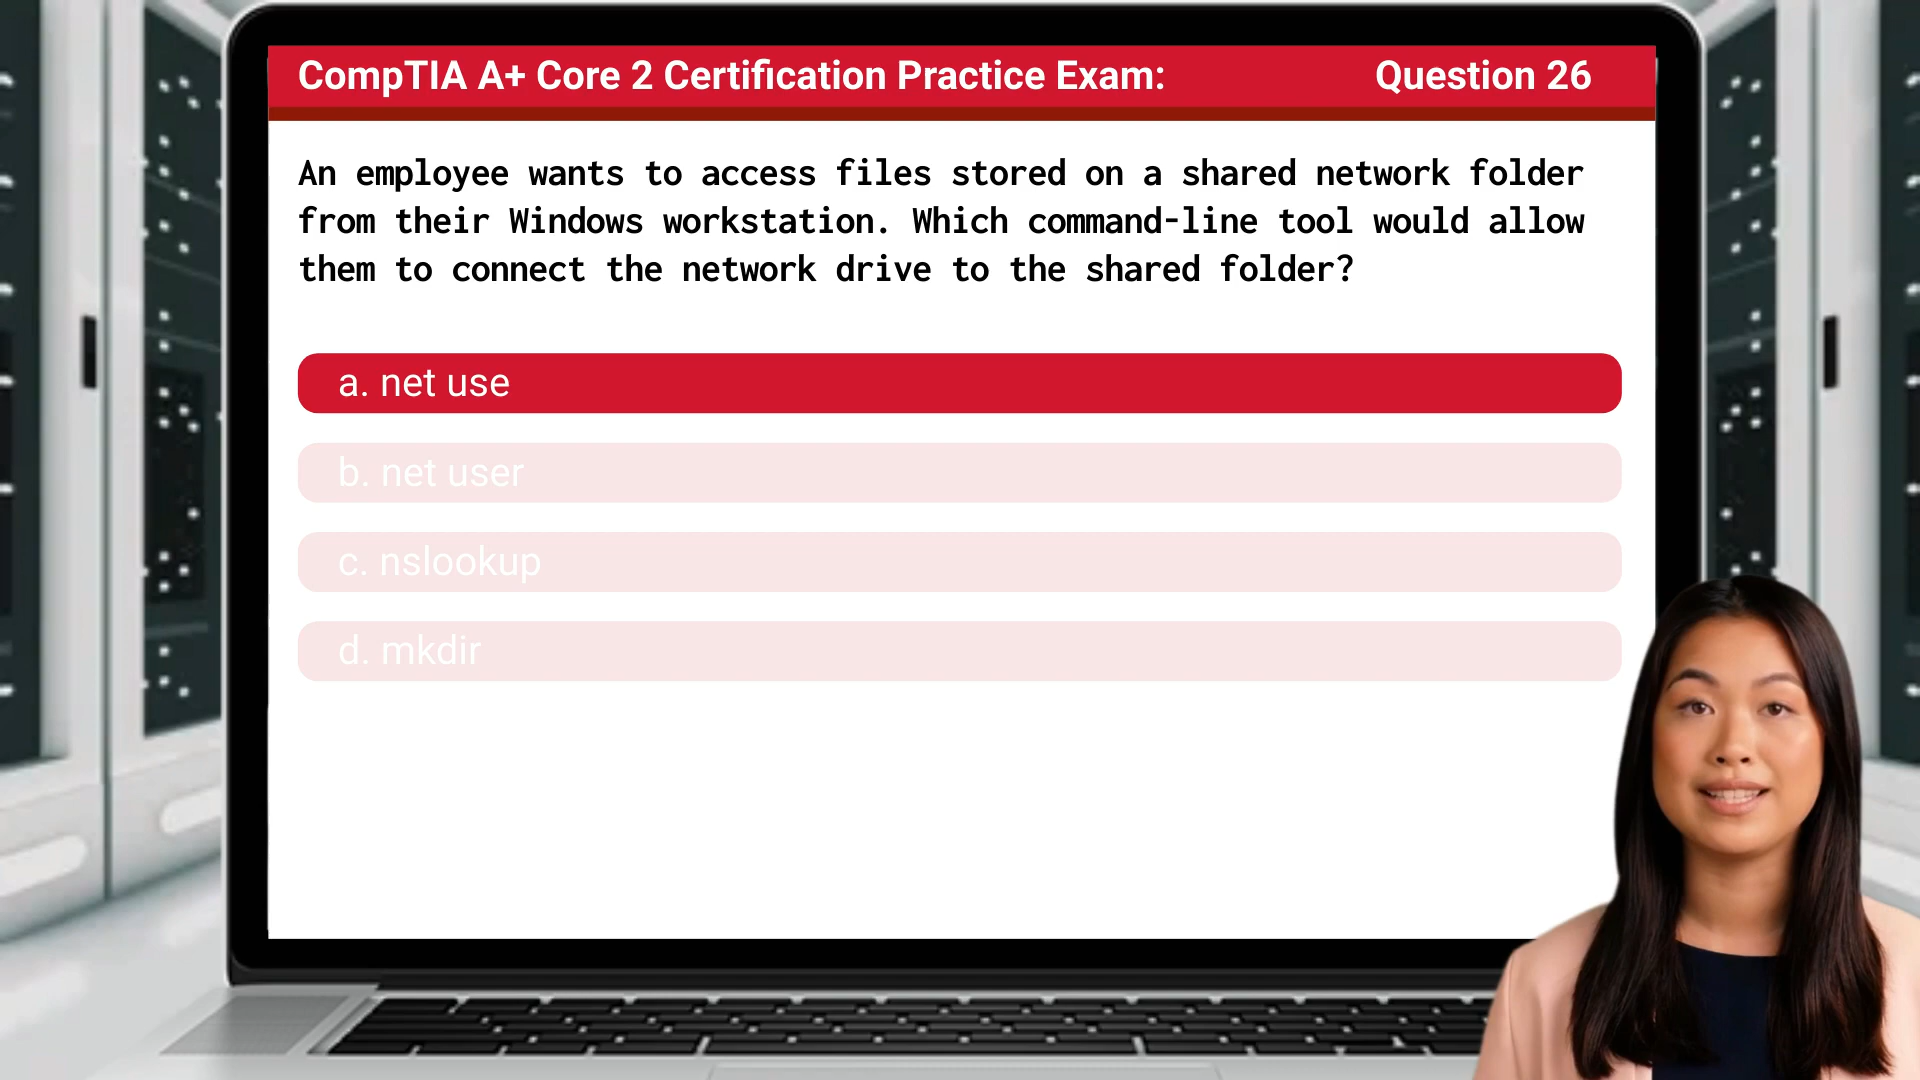 CompTIA A+ Core 2 Certification Practice Exam: Question 26
An employee wants to access files stored on a shared network folder
from their Windows workstation. Which command-line tool would allow
them to connect the network drive to the shared folder?
a. net use
b. net user
c. nslookup
d. mkdir